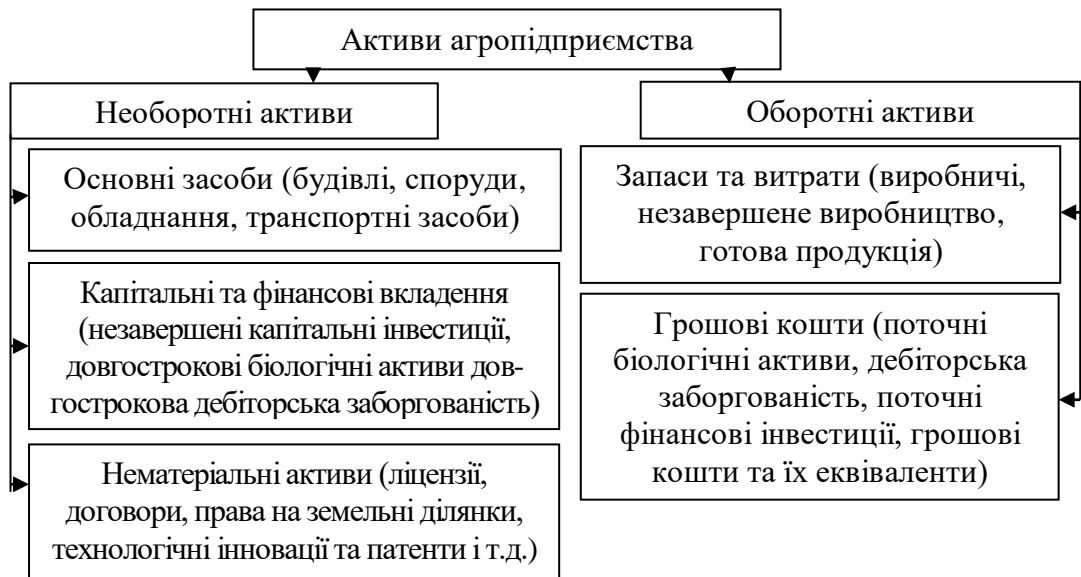 Активи агропідприємства
Необоротні активи
Основні засоби (будівлі, споруди,
обладнання, транспортні засоби)
Капітальні та фінансові вкладення
(незавершені капітальні інвестиції,
довгострокові біологічні активи дов-
гострокова дебіторська заборгованість)
Нематеріальні активи (ліцензії,
договори, права на земельні ділянки,
технологічні інновації та патенти і т.д.)
Оборотні активи
Запаси та витрати (виробничі,
незавершене виробництво,
готова продукція)
Грошові кошти (поточні
біологічні активи, дебіторська
заборгованість, поточні
фінансові інвестиції, грошові
кошти та їх еквіваленти)